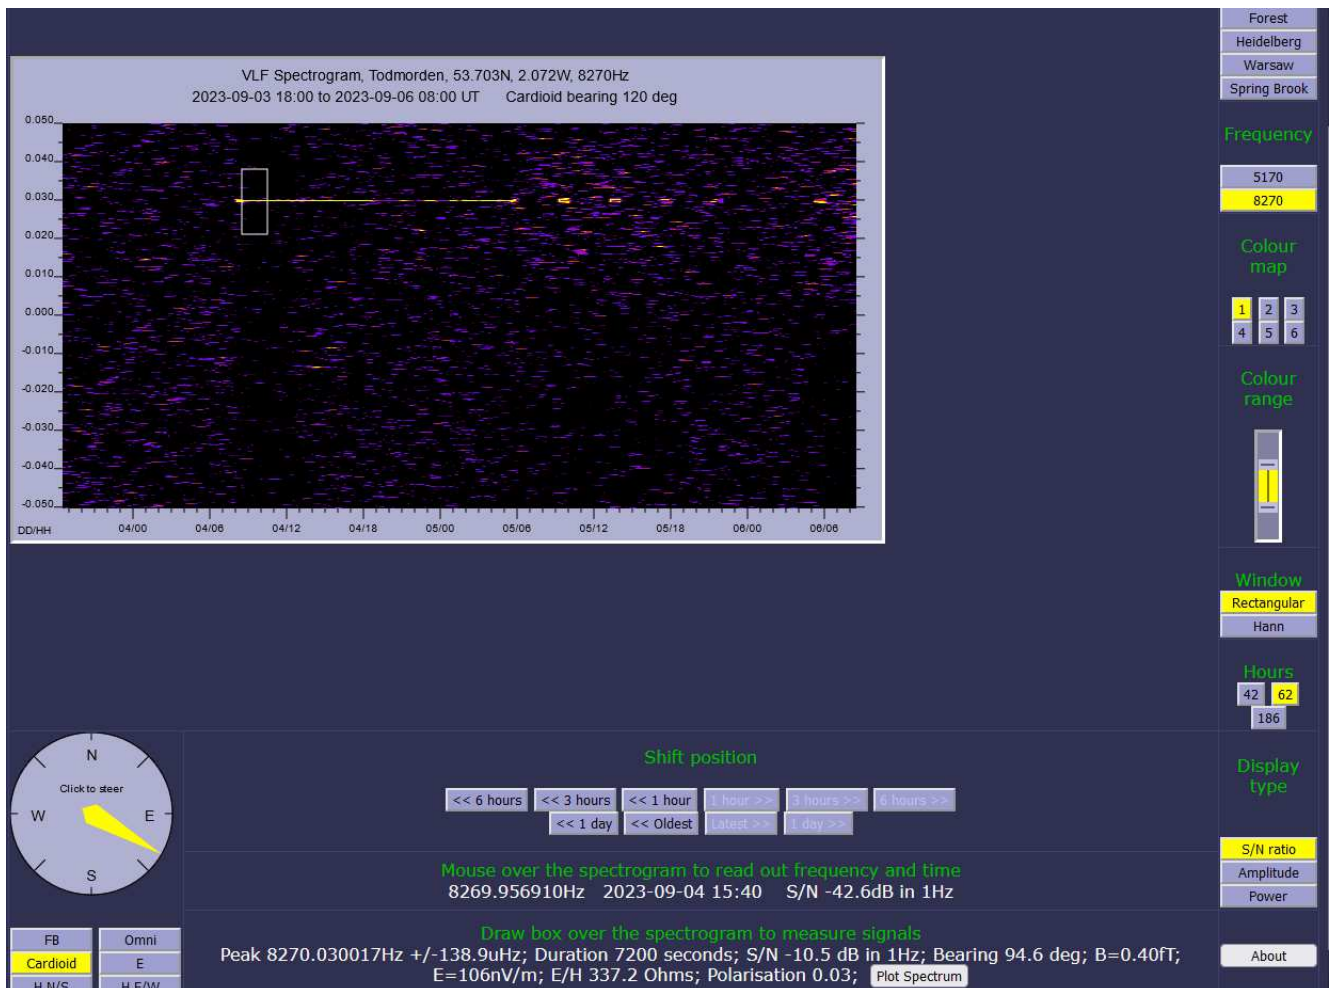 Forest
Heidelberg
Warsaw
Spring Brook
VLF Spectrogram, Todmorden, 53.703N, 2.072W, 8270Hz
2023-09-03 18:00 to 2023-09-06 08:00 UT Cardioid bearing 120 deg
0.050
0.040
0.030
0.020
0.010
0.000
-0.010
-0.020
-0.030
-0.040
-0.050
DD/HH 04/00 04/06 04/12 04/18 05/00 05/06 05/12 05/18 06/00 06/06
Frequency
5170
8270
Colour
map
1 2 3
4 5 6
Colour
range
Window
Rectangular
Hann
Hours
42 62
186
N
Click to steer
W E
S
Shift position
<< 6 hours << 3 hours << 1 hour 1 hour >> 3 hours >> 6 hours >>
<< 1 day << Oldest Latest >> 1 day >>
Mouse over the spectrogram to read out frequency and time
8269.956910Hz 2023-09-04 15:40 S/N -42.6dB in 1Hz
Draw box over the spectrogram to measure signals
Peak 8270.030017Hz +/-138.9uHz; Duration 7200 seconds; S/N -10.5 dB in 1Hz; Bearing 94.6 deg; B=0.40fT;
E=106nV/m; E/H 337.2 Ohms; Polarisation 0.03; Plot Spectrum
Display
type
S/N ratio
Amplitude
Power
About
FB Omni
Cardioid E
H N/S H E/W